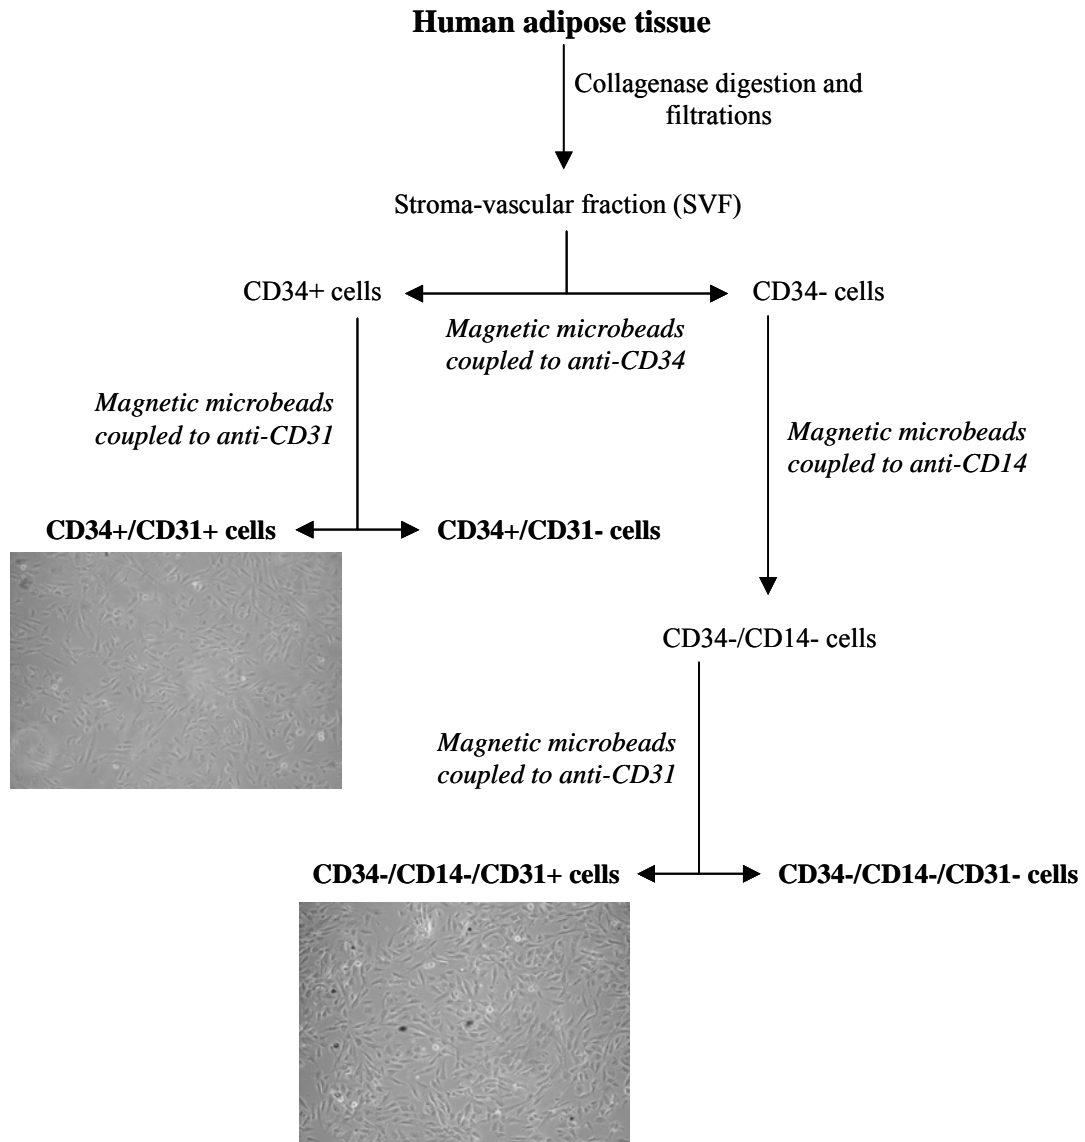 Human adipose tissue
Collagenase digestion and
filtrations
Stroma-vascular fraction (SVF)
CD34+ cells
CD34- cells
Magnetic microbeads
coupled to anti-CD34
Magnetic microbeads
coupled to anti-CD31
Magnetic microbeads
coupled to anti-CD14
CD34+/CD31+ cells
CD34+/CD31- cells
CD34-/CD14- cells
Magnetic microbeads
coupled to anti-CD31
CD34-/CD14-/CD31+ cells
CD34-/CD14-/CD31- cells